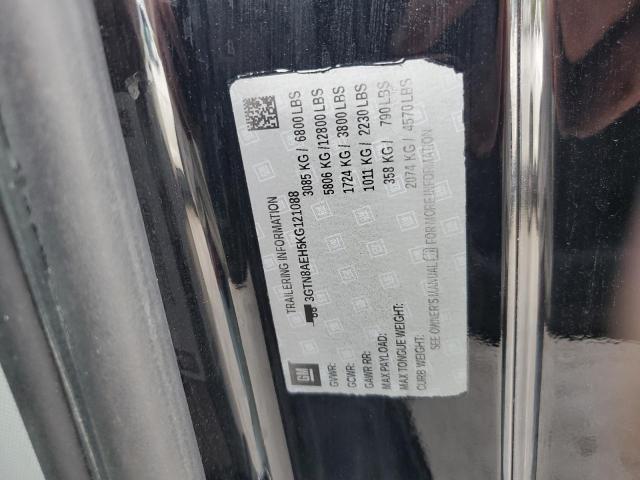 GM
TRAILERING INFORMATION
3GTN8AEH5KG121088
GVWR: 3085 KG / 6800 LBS
GCWR: 5806 KG /12800 LBS
GAWR RR: 1724 KG / 3800 LBS
MAX PAYLOAD: 1011 KG / 2230 LBS
MAX TONGUE WEIGHT: 358 KG / 790 LBS
CURB WEIGHT: 2074 KG / 4570 LBS
SEE OWNER'S MANUAL FOR MORE INFORMATION